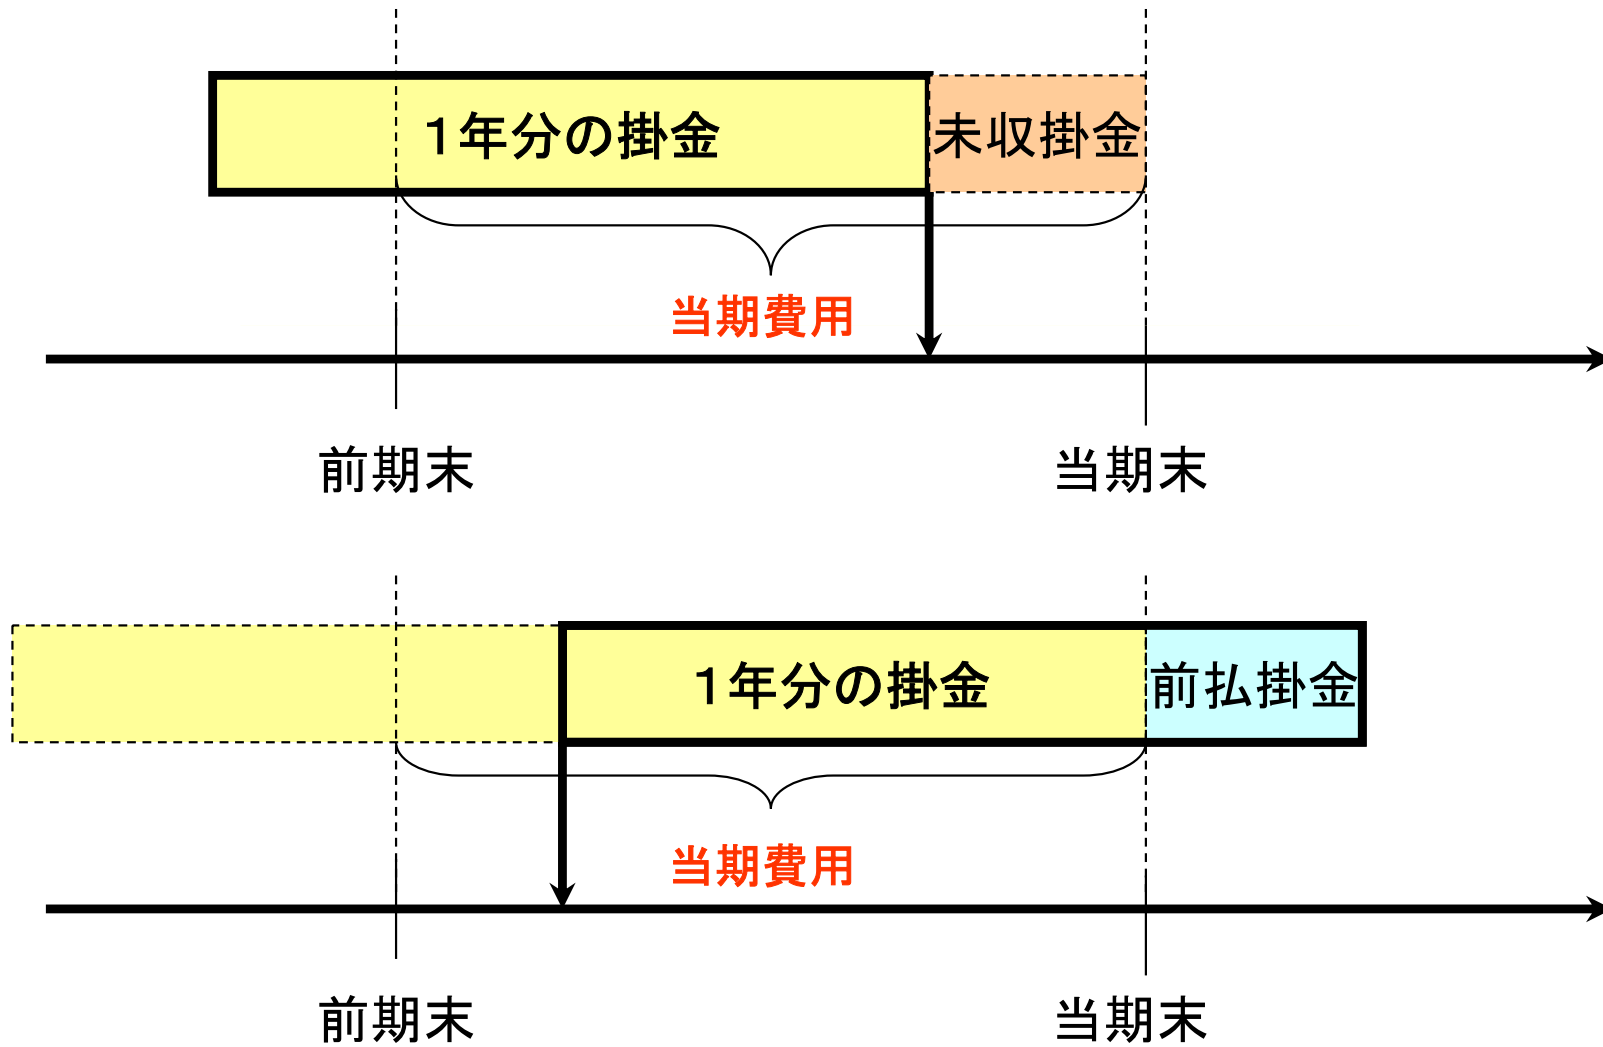 １年分の掛金
未収掛金
当期費用
前期末
当期末
１年分の掛金
前払掛金
当期費用
前期末
当期末